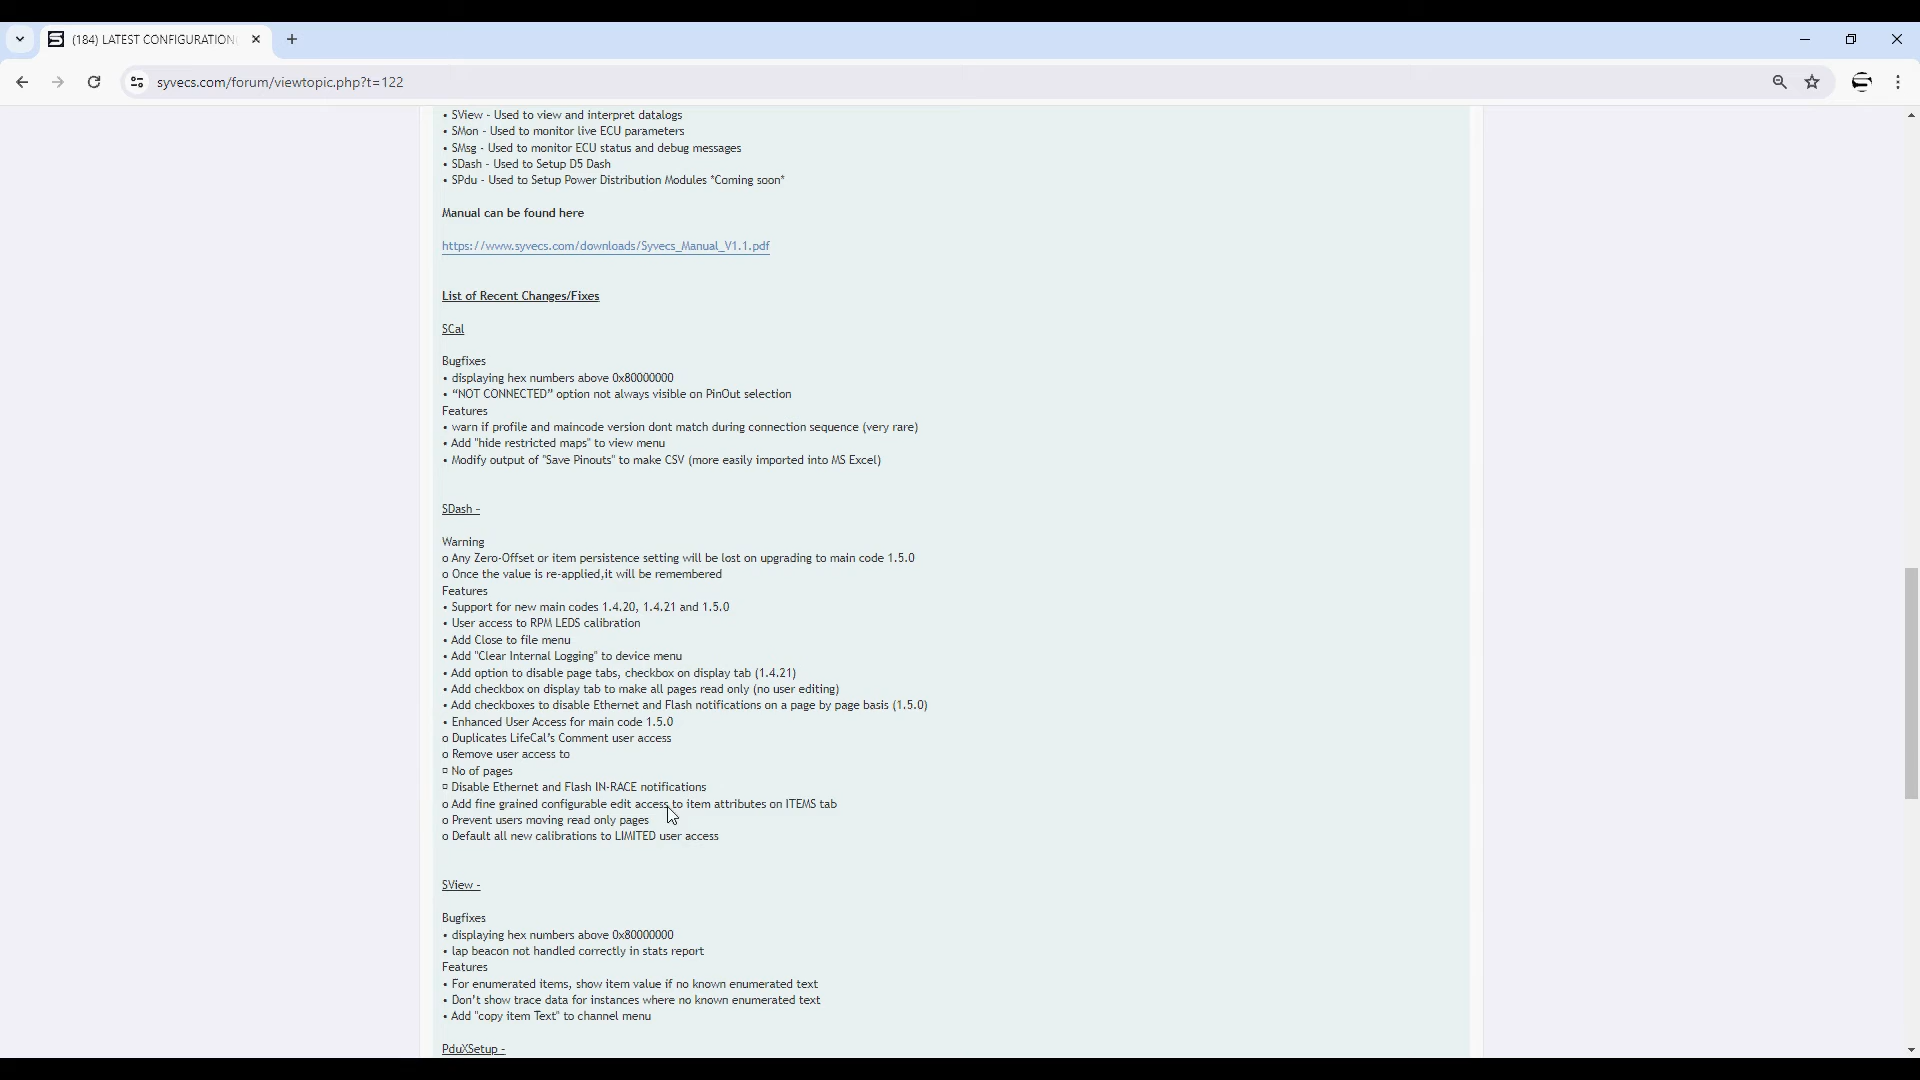 (184) LATEST CONFIGURATION
syvecs.com/forum/viewtopic.php?t=122
• SView - Used to view and interpret datalogs
• SMon - Used to monitor live ECU parameters
• SMsg - Used to monitor ECU status and debug messages
• SDash - Used to Setup D5 Dash
• SPdu - Used to Setup Power Distribution Modules *Coming soon*
Manual can be found here
https://www.syvecs.com/downloads/Syvecs_Manual_V1.1.pdf
List of Recent Changes/Fixes
SCal
Bugfixes
• displaying hex numbers above 0x80000000
• “NOT CONNECTED” option not always visible on PinOut selection
Features
• warn if profile and maincode version dont match during connection sequence (very rare)
• Add "hide restricted maps" to view menu
• Modify output of "Save Pinouts" to make CSV (more easily imported into MS Excel)
SDash -
Warning
o Any Zero-Offset or item persistence setting will be lost on upgrading to main code 1.5.0
o Once the value is re-applied,it will be remembered
Features
• Support for new main codes 1.4.20, 1.4.21 and 1.5.0
• User access to RPM LEDS calibration
• Add Close to file menu
• Add "Clear Internal Logging" to device menu
• Add option to disable page tabs, checkbox on display tab (1.4.21)
• Add checkbox on display tab to make all pages read only (no user editing)
• Add checkboxes to disable Ethernet and Flash notifications on a page by page basis (1.5.0)
• Enhanced User Access for main code 1.5.0
o Duplicates LifeCal’s Comment user access
o Remove user access to
▫ No of pages
▫ Disable Ethernet and Flash IN-RACE notifications
o Add fine grained configurable edit access to item attributes on ITEMS tab
o Prevent users moving read only pages
o Default all new calibrations to LIMITED user access
SView -
Bugfixes
• displaying hex numbers above 0x80000000
• lap beacon not handled correctly in stats report
Features
• For enumerated items, show item value if no known enumerated text
• Don’t show trace data for instances where no known enumerated text
• Add "copy item Text" to channel menu
PduXSetup -